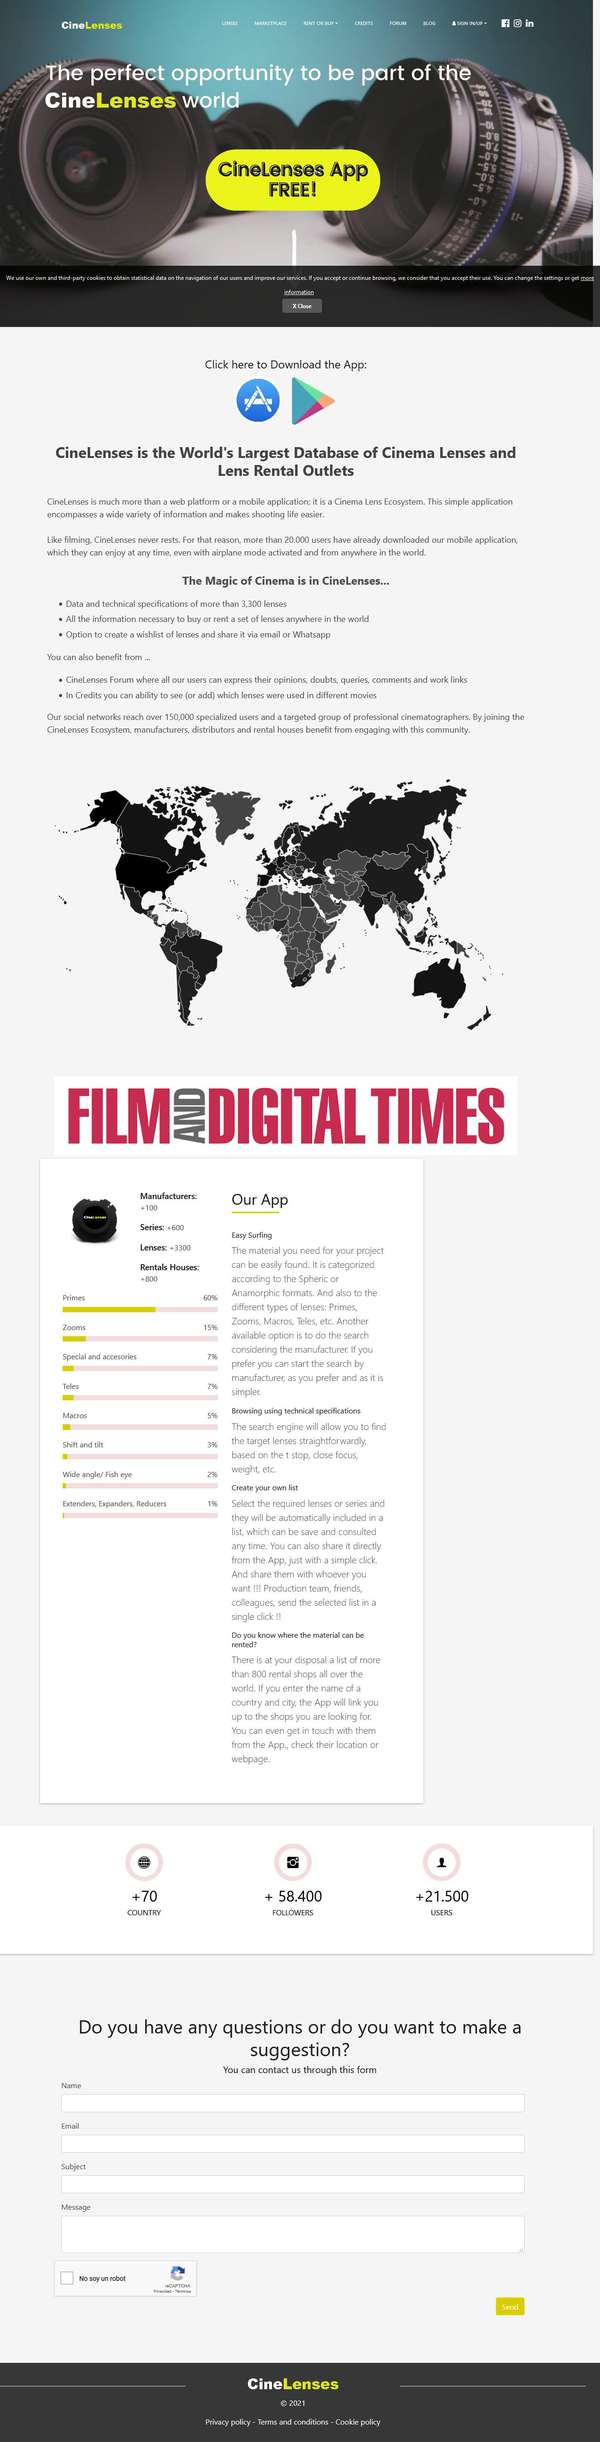 CineLenses
LENSES MARKETPLACE RENT OR BUY CREDITS FORUM BLOG SIGN IN/UP
The perfect opportunity to be part of the
CineLenses world
CineLenses App
FREE!
We use our own and third-party cookies to obtain statistical data on the navigation of our users and improve our services. If you accept or continue browsing, we consider that you accept their use. You can change the settings or get more
information
X Close
Click here to Download the App:
CineLenses is the World's Largest Database of Cinema Lenses and
Lens Rental Outlets
CineLenses is much more than a web platform or a mobile application; it is a Cinema Lens Ecosystem. This simple application
encompasses a wide variety of information and makes shooting life easier.
Like filming, CineLenses never rests. For that reason, more than 20.000 users have already downloaded our mobile application,
which they can enjoy at any time, even with airplane mode activated and from anywhere in the world.
The Magic of Cinema is in CineLenses...
• Data and technical specifications of more than 3,300 lenses
• All the information necessary to buy or rent a set of lenses anywhere in the world
• Option to create a wishlist of lenses and share it via email or Whatsapp
You can also benefit from ...
• CineLenses Forum where all our users can express their opinions, doubts, queries, comments and work links
• In Credits you can ability to see (or add) which lenses were used in different movies
Our social networks reach over 150,000 specialized users and a targeted group of professional cinematographers. By joining the
CineLenses Ecosystem, manufacturers, distributors and rental houses benefit from engaging with this community.
FILM AND DIGITAL TIMES
CineLenses
Manufacturers:
+100
Series: +600
Lenses: +3300
Rentals Houses:
+800
Primes 60%
Zooms 15%
Special and accesories 7%
Teles 7%
Macros 5%
Shift and tilt 3%
Wide angle/ Fish eye 2%
Extenders, Expanders, Reducers 1%
Our App
Easy Surfing
The material you need for your project
can be easily found. It is categorized
according to the Spheric or
Anamorphic formats. And also to the
different types of lenses: Primes,
Zooms, Macros, Teles, etc. Another
available option is to do the search
considering the manufacturer. If you
prefer you can start the search by
manufacturer, as you prefer and as it is
simpler.
Browsing using technical specifications
The search engine will allow you to find
the target lenses straightforwardly,
based on the t stop, close focus,
weight, etc.
Create your own list
Select the required lenses or series and
they will be automatically included in a
list, which can be save and consulted
any time. You can also share it directly
from the App, just with a simple click.
And share them with whoever you
want !!! Production team, friends,
colleagues, send the selected list in a
single click !!
Do you know where the material can be
rented?
There is at your disposal a list of more
than 800 rental shops all over the
world. If you enter the name of a
country and city, the App will link you
up to the shops you are looking for.
You can even get in touch with them
from the App., check their location or
webpage.
+70
COUNTRY
+ 58.400
FOLLOWERS
+21.500
USERS
Do you have any questions or do you want to make a
suggestion?
You can contact us through this form
Name
Email
Subject
Message
No soy un robot
reCAPTCHA
Privacidad - Términos
Send
CineLenses
© 2021
Privacy policy - Terms and conditions - Cookie policy